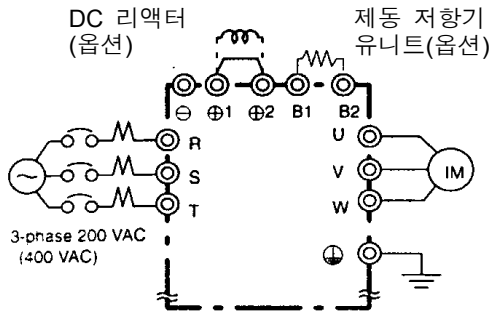 DC 리액터
(옵션)
제동 저항기
유니트(옵션)
⊖ ⊕1 ⊕2 B1 B2
R
S
T
U
V
W
IM
3-phase 200 VAC
(400 VAC)